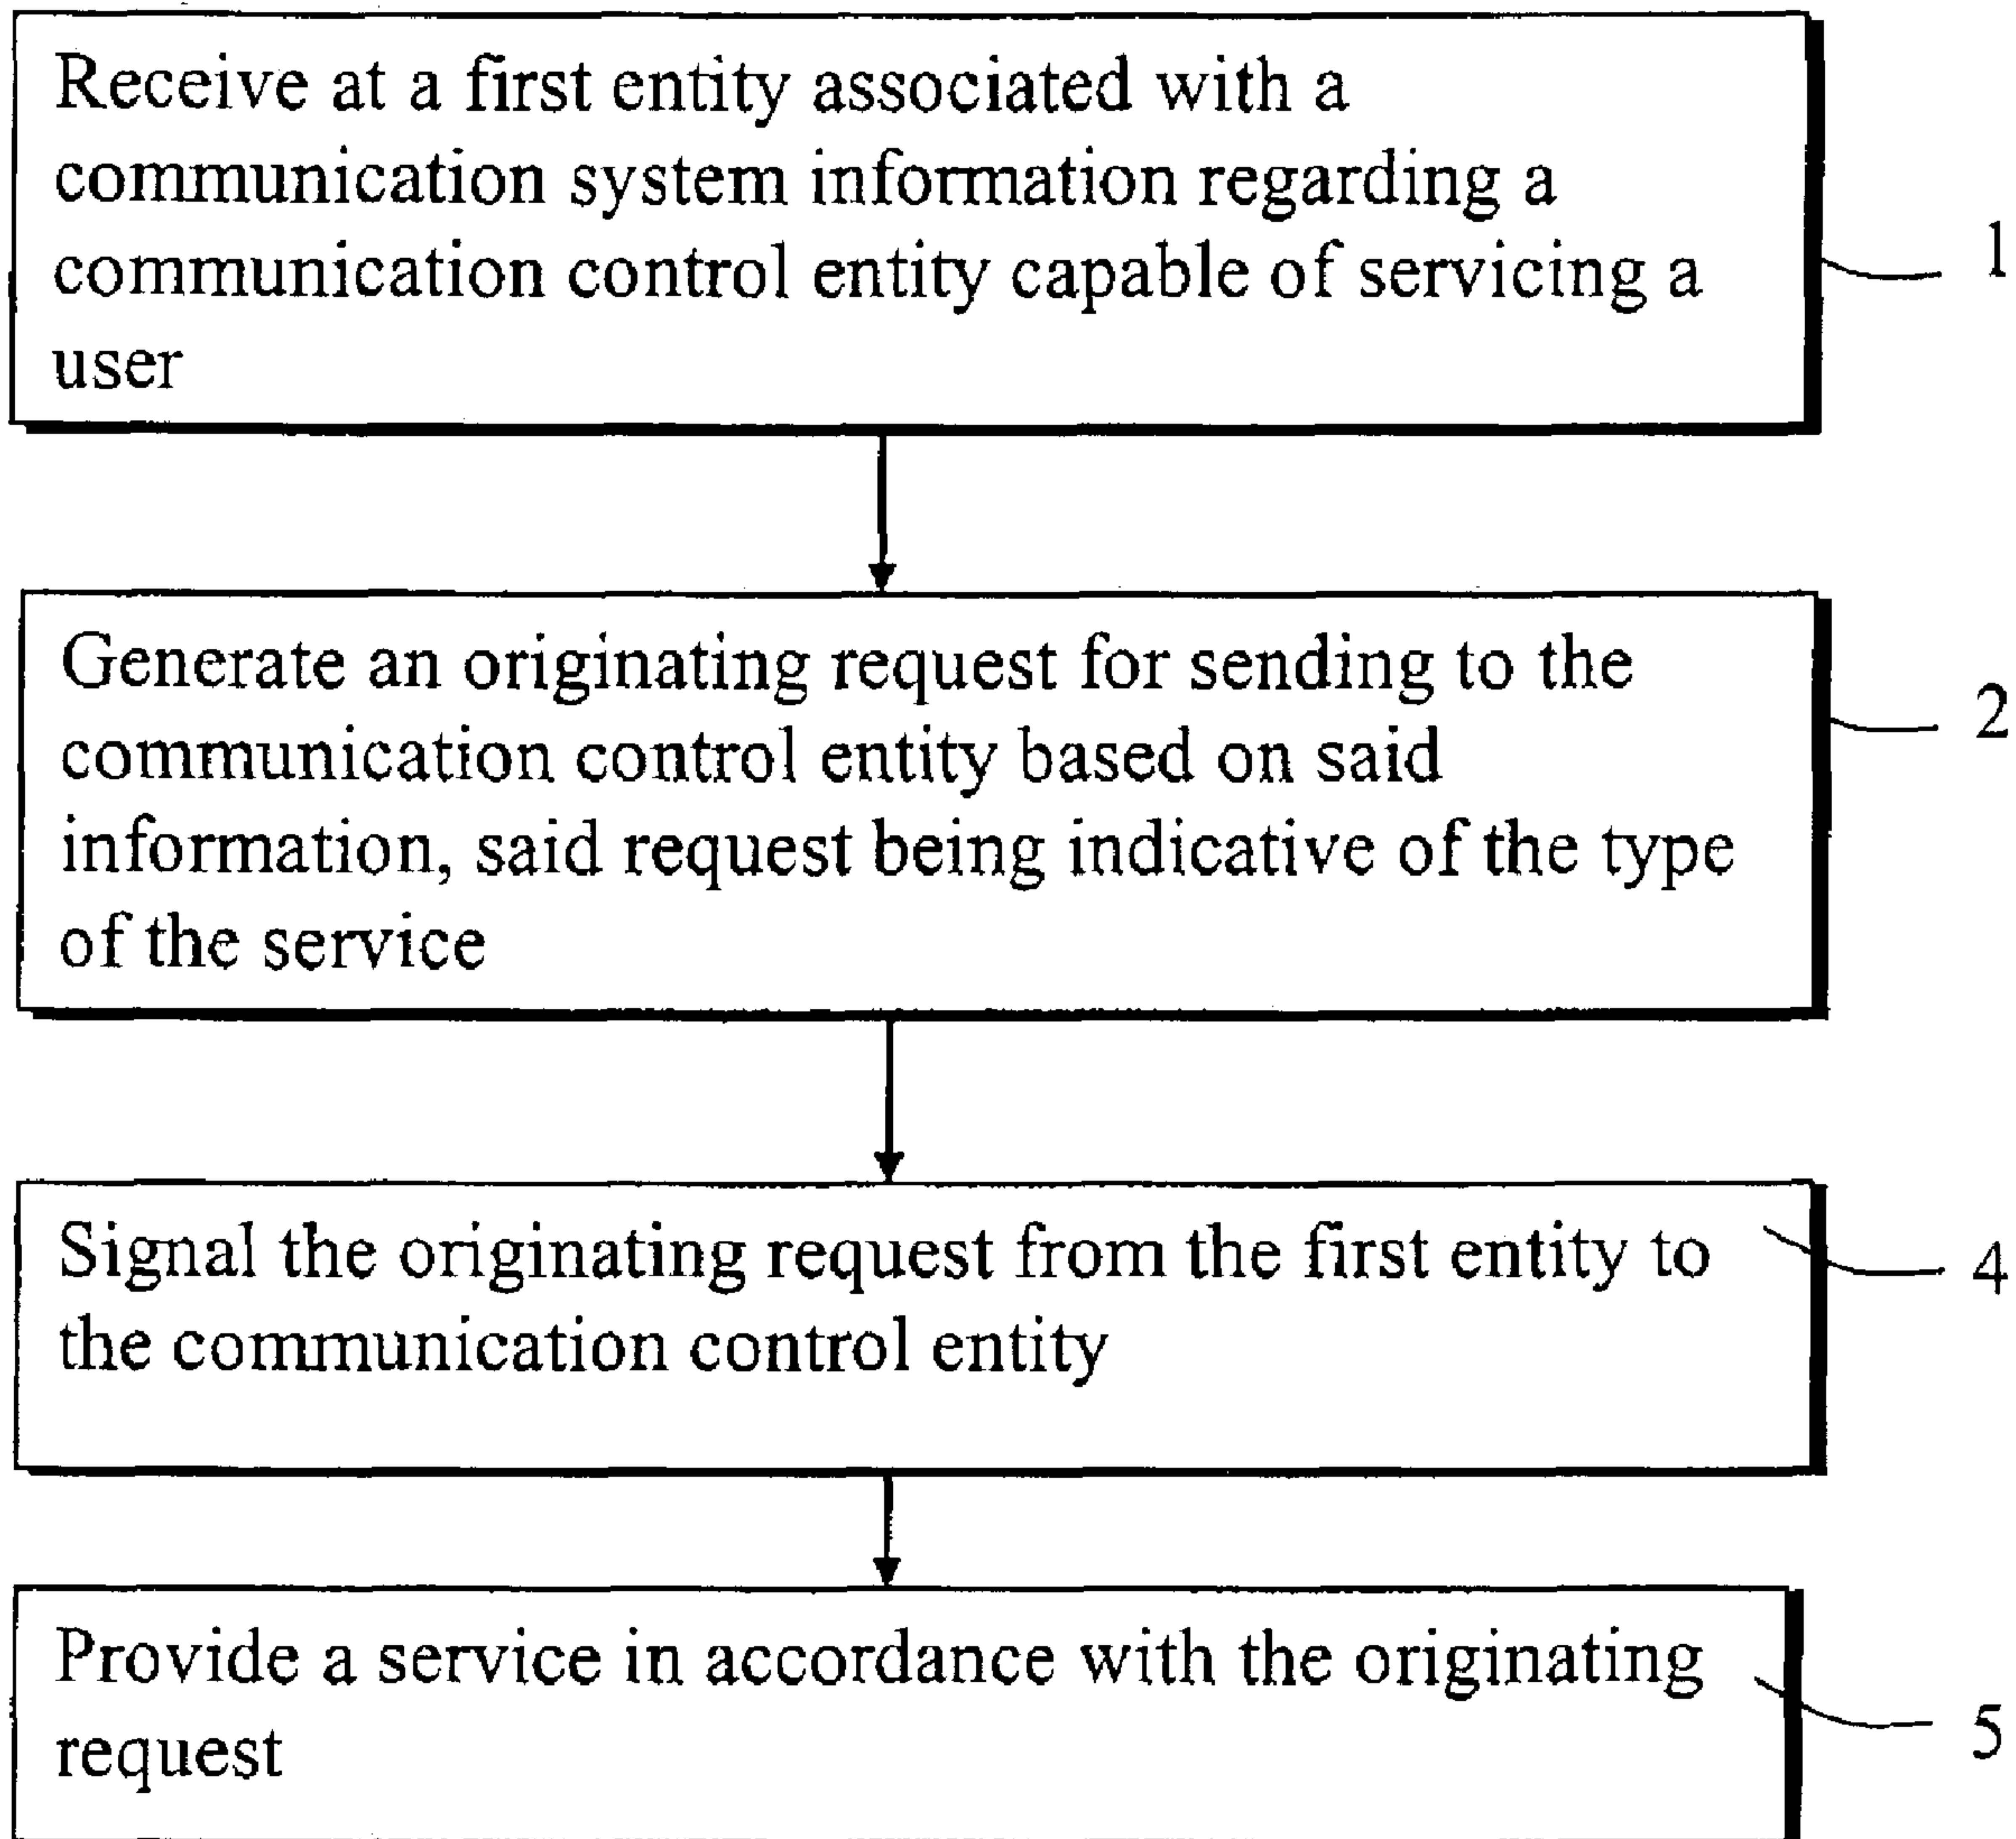 Receive at a first entity associated with a
communication system information regarding a
communication control entity capable of servicing a
user
1
Generate an originating request for sending to the
communication control entity based on said
information, said request being indicative of the type
of the service
2
Signal the originating request from the first entity to
the communication control entity
4
Provide a service in accordance with the originating
request
5